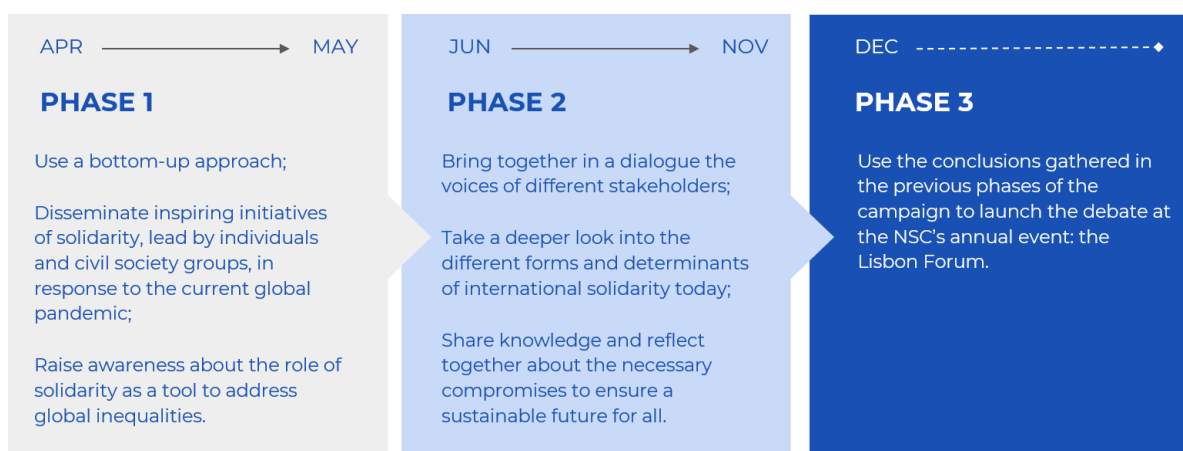 APR MAY
PHASE 1
Use a bottom-up approach;
Disseminate inspiring initiatives
of solidarity, lead by individuals
and civil society groups, in
response to the current global
pandemic;
Raise awareness about the role of
solidarity as a tool to address
global inequalities.
JUN NOV
PHASE 2
Bring together in a dialogue the
voices of different stakeholders;
Take a deeper look into the
different forms and determinants
of international solidarity today;
Share knowledge and reflect
together about the necessary
compromises to ensure a
sustainable future for all.
DEC
PHASE 3
Use the conclusions gathered in
the previous phases of the
campaign to launch the debate at
the NSC’s annual event: the
Lisbon Forum.